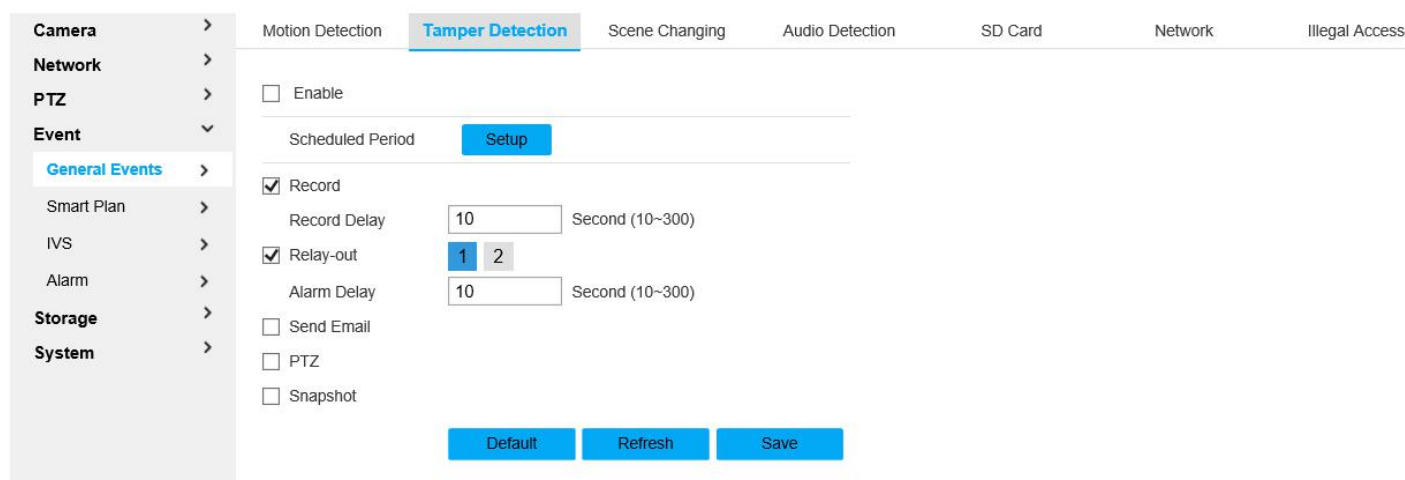 Camera
Network
PTZ
Event
General Events
Smart Plan
IVS
Alarm
Storage
System
Motion Detection Tamper Detection Scene Changing Audio Detection SD Card Network Illegal Access
Enable
Scheduled Period Setup
Record
Record Delay 10 Second (10~300)
Relay-out 1 2
Alarm Delay 10 Second (10~300)
Send Email
PTZ
Snapshot
Default Refresh Save